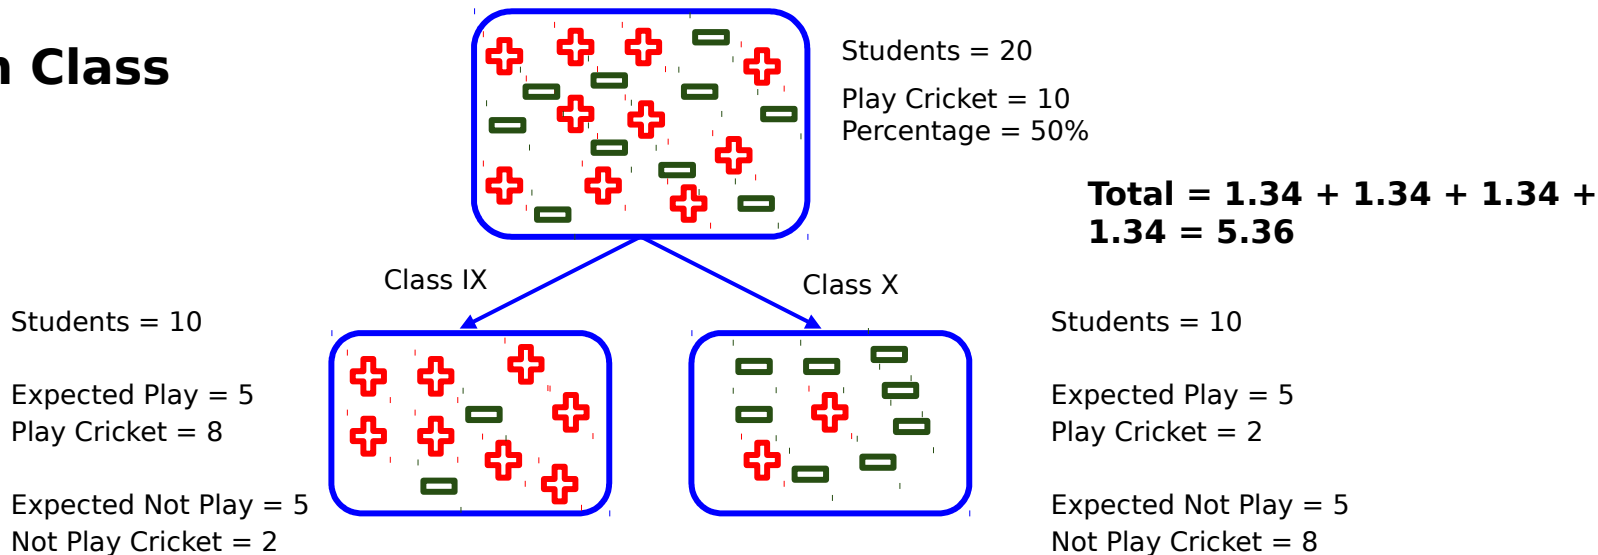 n Class
Students = 20
Play Cricket = 10
Percentage = 50%
Total = 1.34 + 1.34 + 1.34 +
1.34 = 5.36
Class IX
Class X
Students = 10
Expected Play = 5
Play Cricket = 8
Expected Not Play = 5
Not Play Cricket = 2
Students = 10
Expected Play = 5
Play Cricket = 2
Expected Not Play = 5
Not Play Cricket = 8